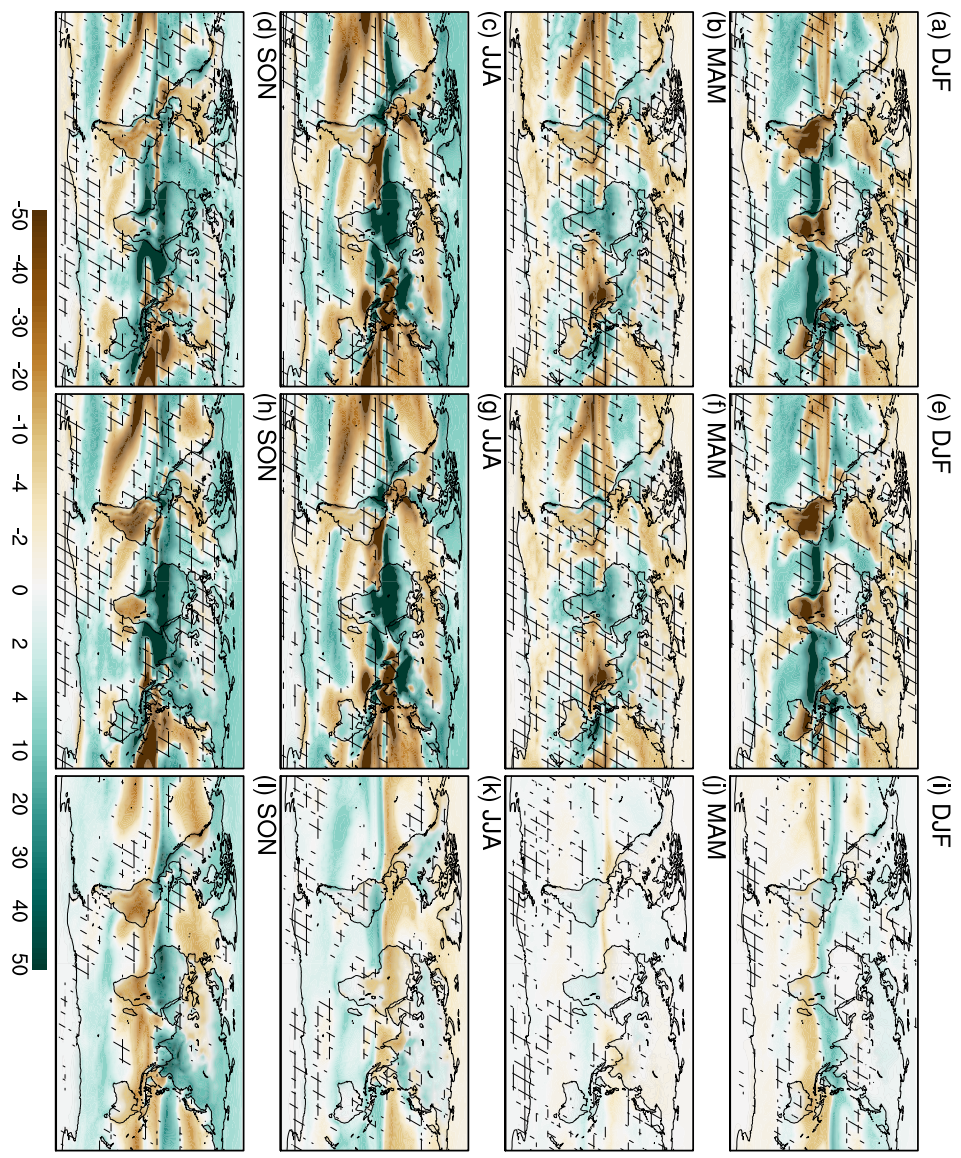 (a) DJF
(e) DJF
(i) DJF
(b) MAM
(f) MAM
(j) MAM
(c) JJA
(g) JJA
(k) JJA
(d) SON
(h) SON
(l) SON
-50 -40 -30 -20 -10 -4 -2 0 2 4 10 20 30 40 50